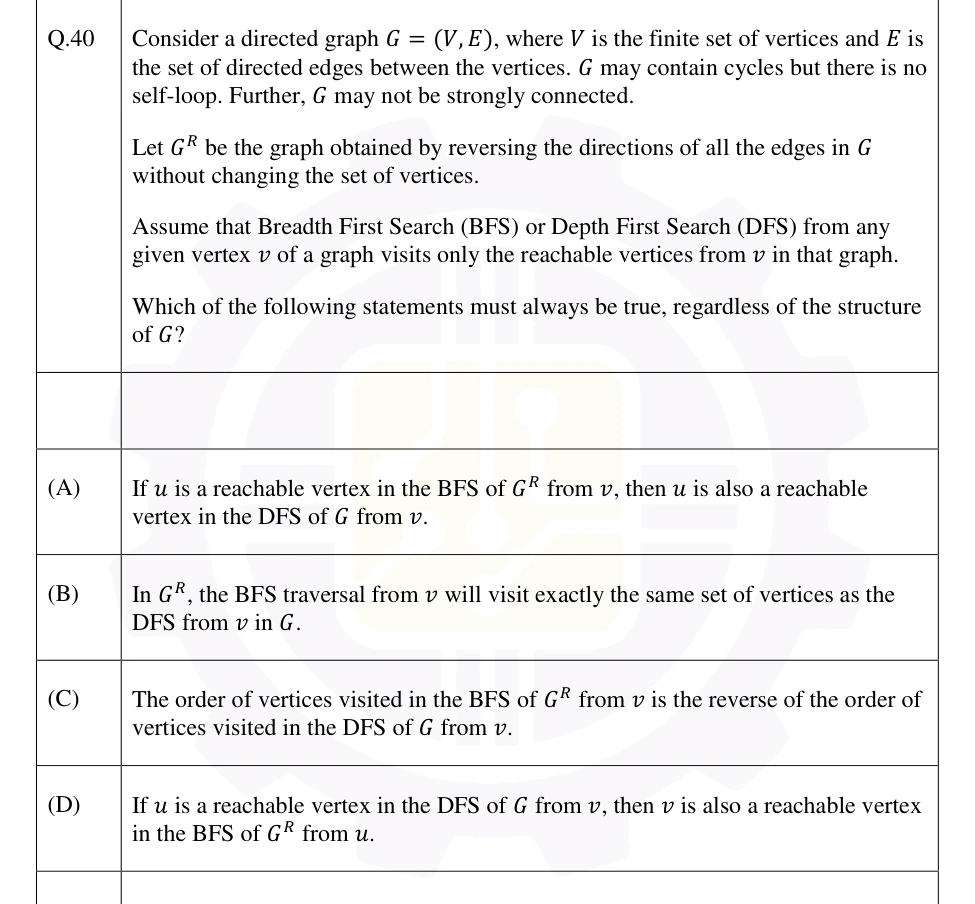 Q.40 Consider a directed graph G = (V, E), where V is the finite set of vertices and E is
the set of directed edges between the vertices. G may contain cycles but there is no
self-loop. Further, G may not be strongly connected.
Let Gᴿ be the graph obtained by reversing the directions of all the edges in G
without changing the set of vertices.
Assume that Breadth First Search (BFS) or Depth First Search (DFS) from any
given vertex v of a graph visits only the reachable vertices from v in that graph.
Which of the following statements must always be true, regardless of the structure
of G?
(A) If u is a reachable vertex in the BFS of Gᴿ from v, then u is also a reachable
vertex in the DFS of G from v.
(B) In Gᴿ, the BFS traversal from v will visit exactly the same set of vertices as the
DFS from v in G.
(C) The order of vertices visited in the BFS of Gᴿ from v is the reverse of the order of
vertices visited in the DFS of G from v.
(D) If u is a reachable vertex in the DFS of G from v, then v is also a reachable vertex
in the BFS of Gᴿ from u.